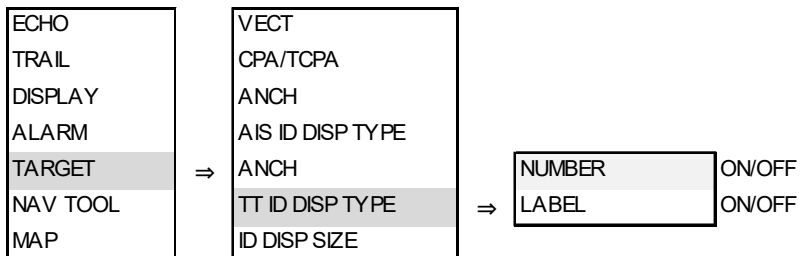 ECHO
TRAIL
DISPLAY
ALARM
TARGET
NAV TOOL
MAP
⇒
VECT
CPA/TCPA
ANCH
AIS ID DISP TYPE
ANCH
TT ID DISP TYPE
ID DISP SIZE
⇒
NUMBER ON/OFF
LABEL ON/OFF